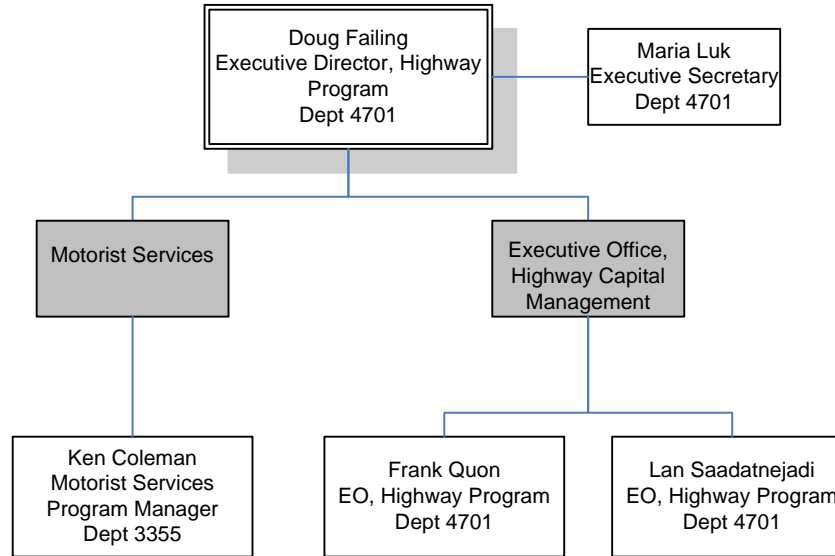 Doug Failing
Executive Director, Highway
Program
Dept 4701
Maria Luk
Executive Secretary
Dept 4701
Motorist Services
Executive Office,
Highway Capital
Management
Ken Coleman
Motorist Services
Program Manager
Dept 3355
Frank Quon
EO, Highway Program
Dept 4701
Lan Saadatnejadi
EO, Highway Program
Dept 4701